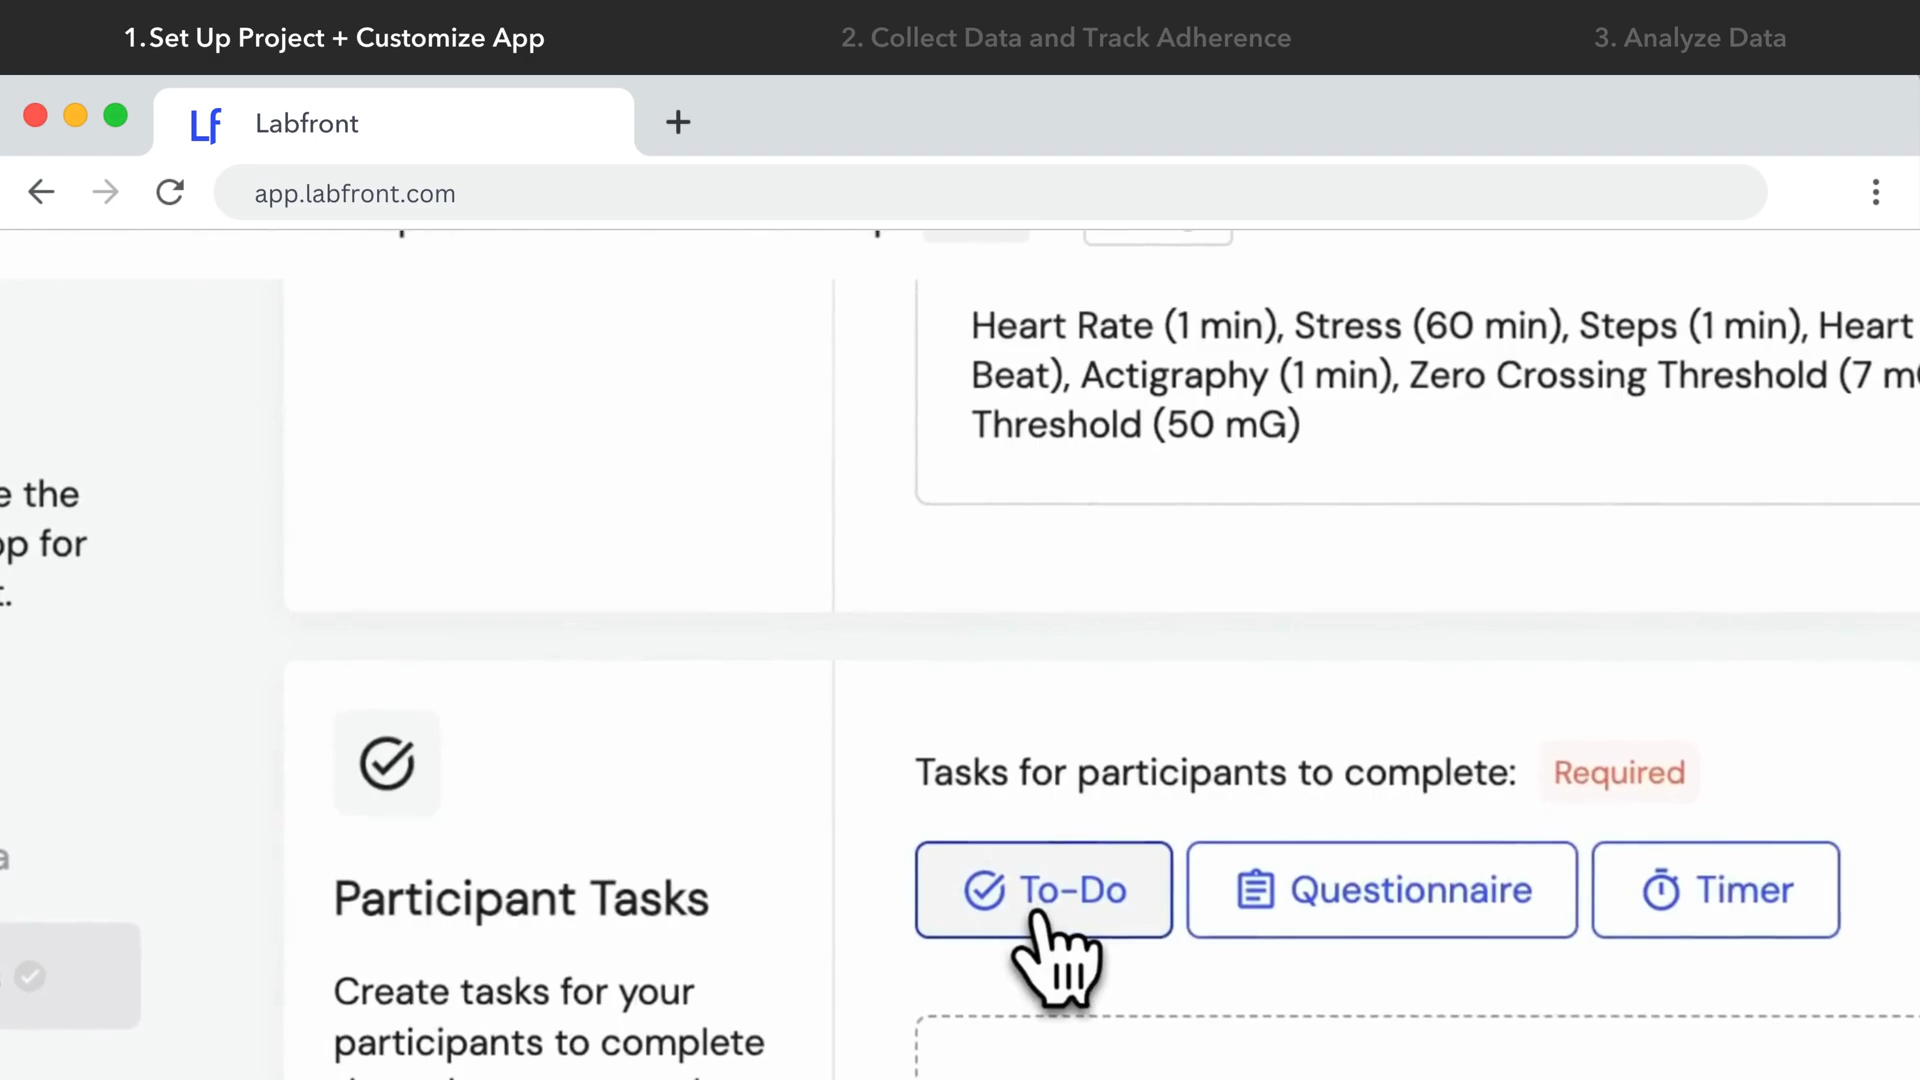 1. Set Up Project + Customize App
2. Collect Data and Track Adherence
3. Analyze Data
Lf Labfront
app.labfront.com
Heart Rate (1 min), Stress (60 min), Steps (1 min), Heart
Beat), Actigraphy (1 min), Zero Crossing Threshold (7
Threshold (50 mG)
e the
op for
t.
Tasks for participants to complete: Required
To-Do
Questionnaire
Timer
Participant Tasks
Create tasks for your
participants to complete